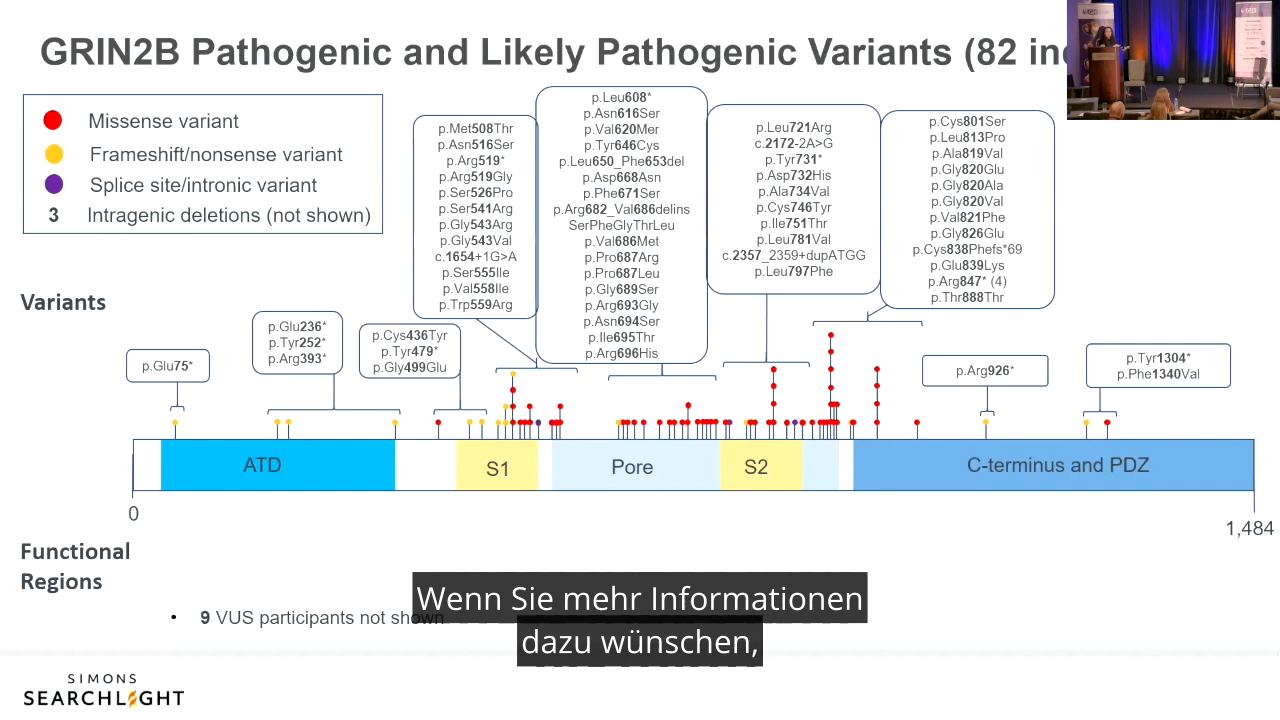 GRIN2B Pathogenic and Likely Pathogenic Variants (82
Missense variant
Frameshift/nonsense variant
Splice site/intronic variant
3 Intragenic deletions (not shown)
Variants
p.Glu75*
p.Glu236*
p.Tyr252*
p.Arg393*
p.Cys436Tyr
p.Tyr479*
p.Gly499Glu
p.Met508Thr
p.Asn516Ser
p.Arg519*
p.Arg519Gly
p.Ser526Pro
p.Ser541Arg
p.Gly543Arg
p.Gly543Val
c.1654+1G>A
p.Ser555Ile
p.Val558Ile
p.Trp559Arg
p.Leu608*
p.Asn616Ser
p.Val620Mer
p.Tyr646Cys
p.Leu650_Phe653del
p.Asp668Asn
p.Phe671Ser
p.Arg682_Val686delins
SerPheGlyThrLeu
p.Val686Met
p.Pro687Arg
p.Pro687Leu
p.Gly689Ser
p.Arg693Gly
p.Asn694Ser
p.Ile695Thr
p.Arg696His
p.Leu721Arg
c.2172-2A>G
p.Tyr731*
p.Asp732His
p.Ala734Val
p.Cys746Tyr
p.Ile751Thr
p.Leu781Val
c.2357_2359+dupATGG
p.Leu797Phe
p.Cys801Ser
p.Leu813Pro
p.Ala819Val
p.Gly820Glu
p.Gly820Ala
p.Gly820Val
p.Val821Phe
p.Gly826Glu
p.Cys838Phefs*69
p.Glu839Lys
p.Arg847* (4)
p.Thr888Thr
p.Arg926*
p.Tyr1304*
p.Phe1340Val
ATD
S1
Pore
S2
C-terminus and PDZ
0
1,484
Functional
Regions
• 9 VUS participants not shown
Wenn Sie mehr Informationen
dazu wünschen,
SIMONS
SEARCHLIGHT